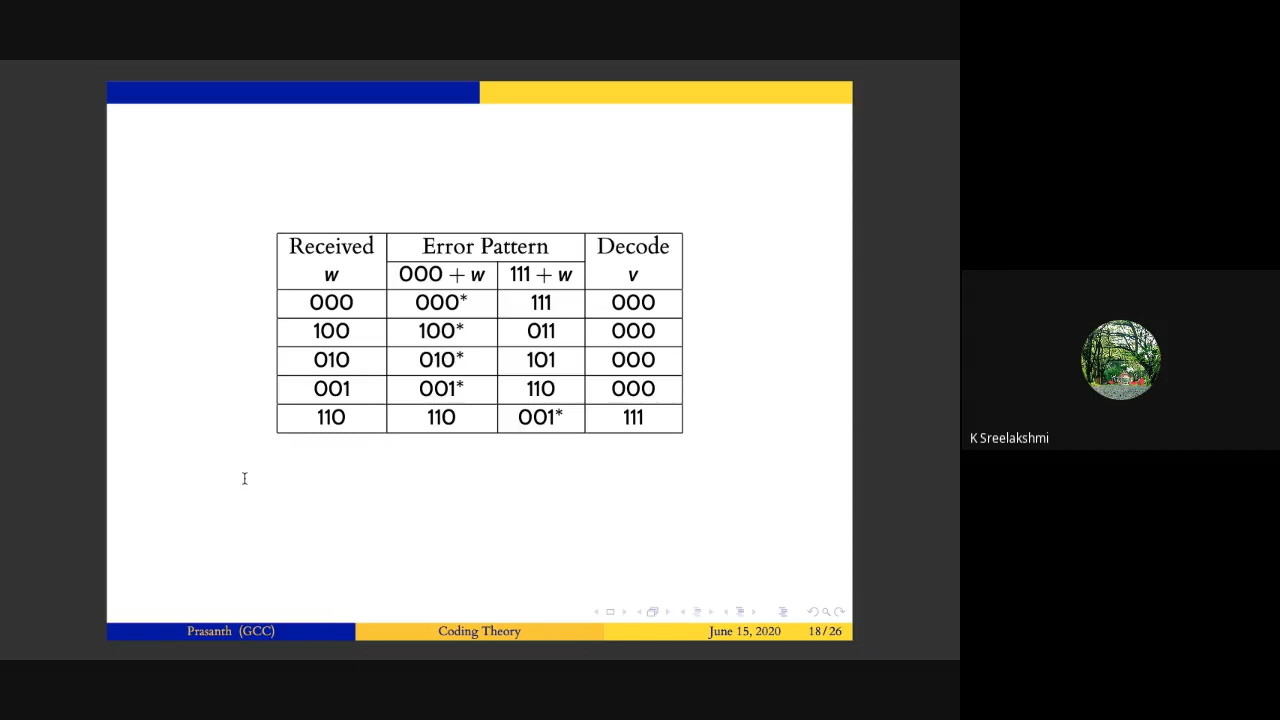 Received Error Pattern Decode
w 000 + w 111 + w v
000 000* 111 000
100 100* 011 000
010 010* 101 000
001 001* 110 000
110 110 001* 111
K Sreelakshmi
Prasanth (GCC) Coding Theory June 15, 2020 18/26